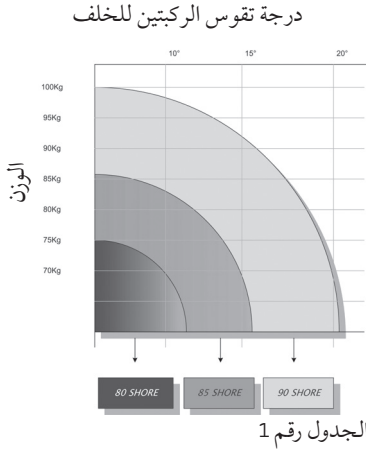 درجة تقوس الركبتين للخلف
10° 15° 20°
100Kg
95Kg
90Kg
85Kg
80Kg
75Kg
70Kg
الوزن
80 SHORE 85 SHORE 90 SHORE
الجدول رقم 1